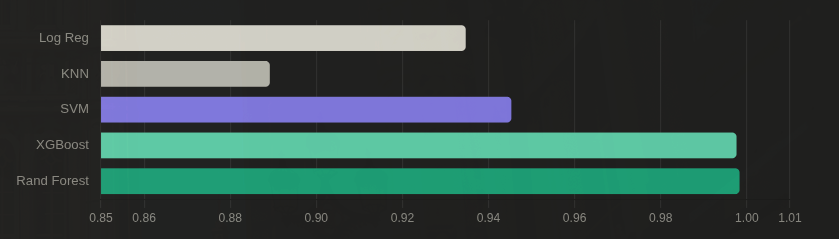 Log Reg
KNN
SVM
XGBoost
Rand Forest
0.85 0.86 0.88 0.90 0.92 0.94 0.96 0.98 1.00 1.01